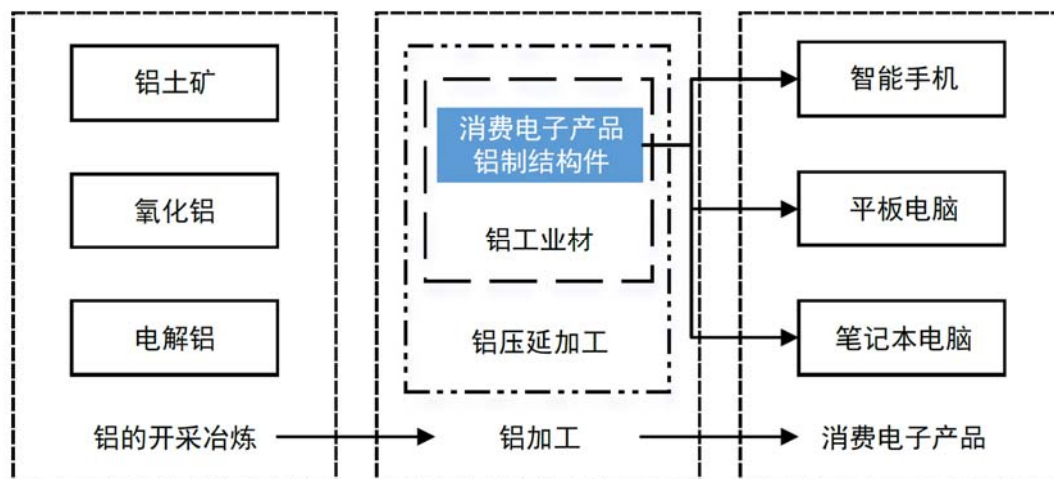 铝土矿
氧化铝
电解铝
铝的开采冶炼
消费电子产品
铝制结构件
铝工业材
铝压延加工
铝加工
智能手机
平板电脑
笔记本电脑
消费电子产品